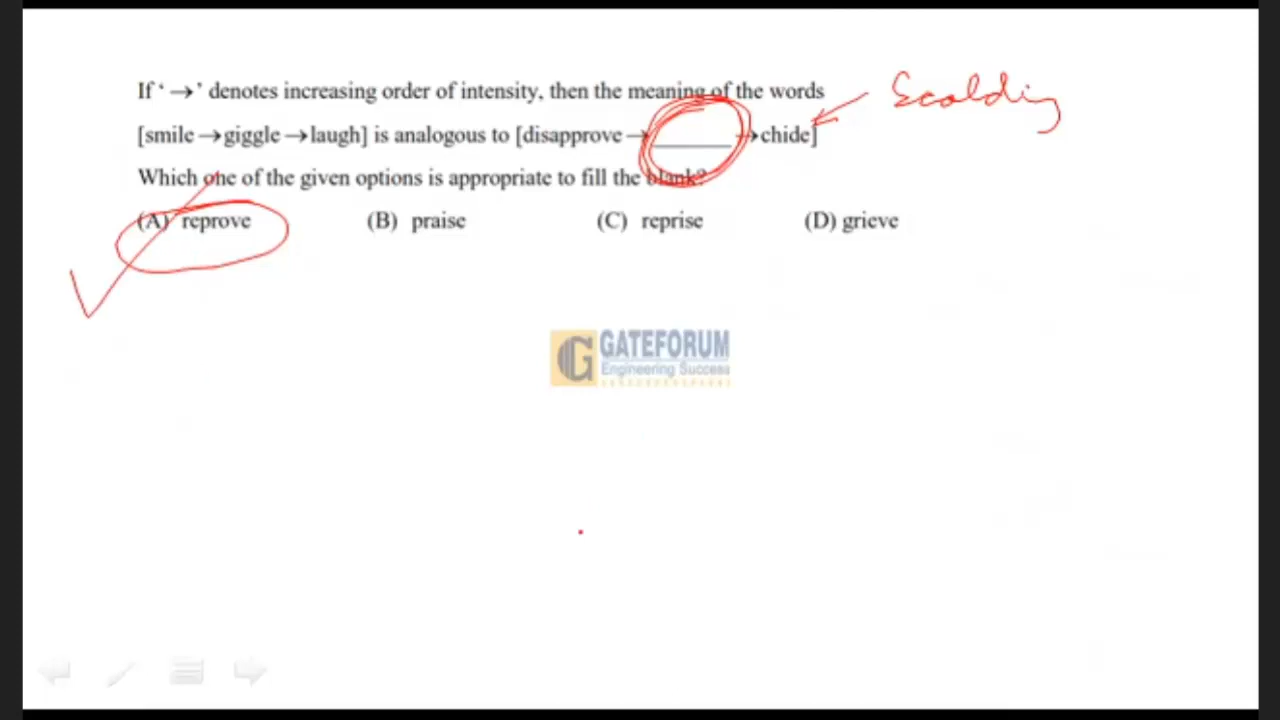 If ‘→’ denotes increasing order of intensity, then the meaning of the words
Scolding
[smile→giggle→laugh] is analogous to [disapprove→________→chide]
Which one of the given options is appropriate to fill the blank?
(A) reprove (B) praise (C) reprise (D) grieve
GATEFORUM
Engineering Success